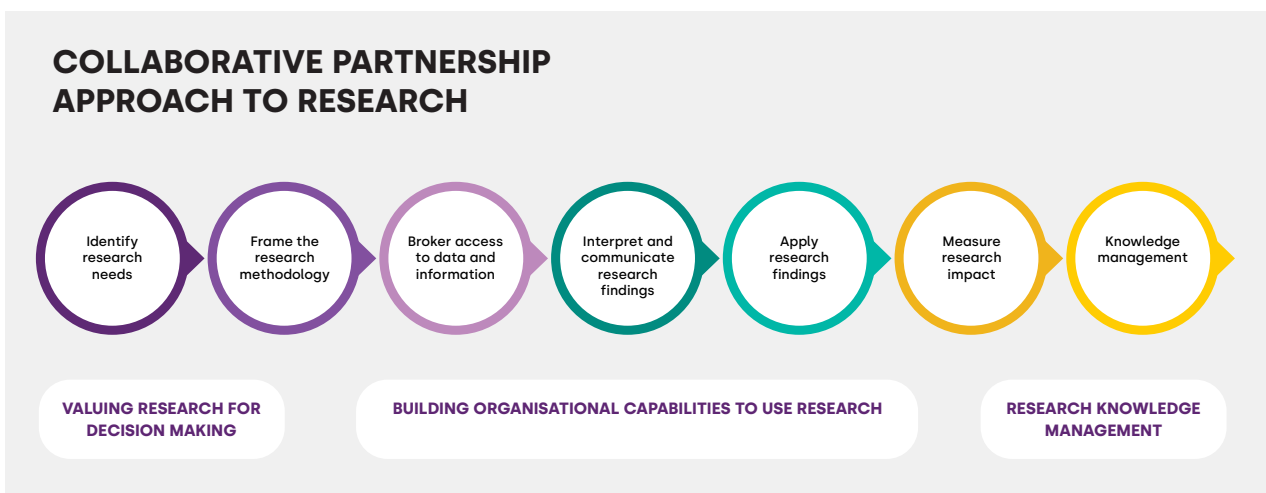 COLLABORATIVE PARTNERSHIP
APPROACH TO RESEARCH
Identify
research
needs
Frame the
research
methodology
Broker access
to data and
information
Interpret and
communicate
research
findings
Apply
research
findings
Measure
research
impact
Knowledge
management
VALUING RESEARCH FOR
DECISION MAKING
BUILDING ORGANISATIONAL CAPABILITIES TO USE RESEARCH
RESEARCH KNOWLEDGE
MANAGEMENT